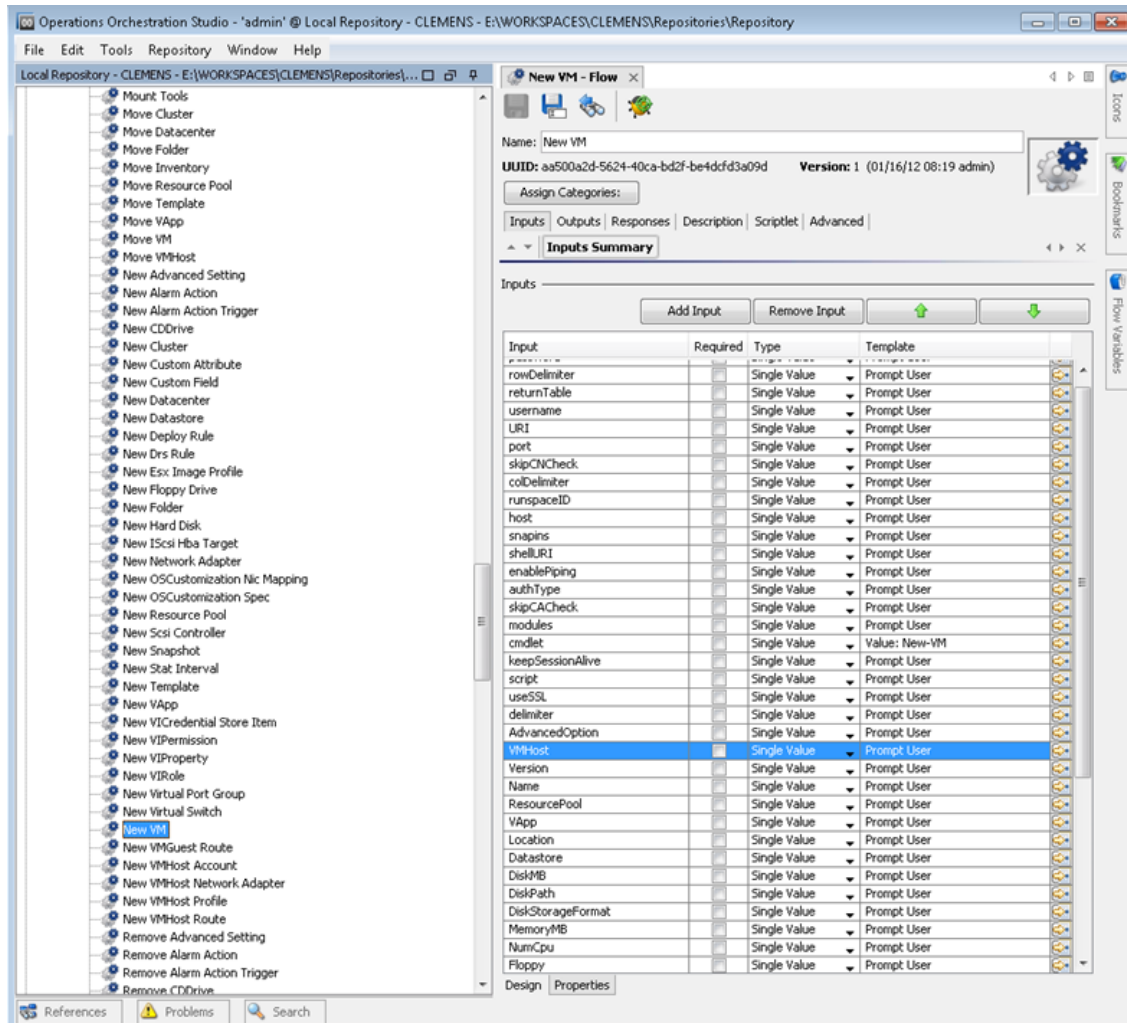 Operations Orchestration Studio - 'admin' @ Local Repository - CLEMENS - E:\WORKSPACES\CLEMENS\Repositories\Repository
File Edit Tools Repository Window Help
Local Repository - CLEMENS - E:\WORKSPACES\CLEMENS\Repositories\...
Mount Tools
Move Cluster
Move Datacenter
Move Folder
Move Inventory
Move Resource Pool
Move Template
Move VApp
Move VM
Move VMHost
New Advanced Setting
New Alarm Action
New Alarm Action Trigger
New CDDrive
New Cluster
New Custom Attribute
New Custom Field
New Datacenter
New Datastore
New Deploy Rule
New Drs Rule
New Esx Image Profile
New Floppy Drive
New Folder
New Hard Disk
New IScsi Hba Target
New Network Adapter
New OSCustomization Nic Mapping
New OSCustomization Spec
New Resource Pool
New Scsi Controller
New Snapshot
New Stat Interval
New Template
New VApp
New VICredential Store Item
New VIPermission
New VIProperty
New VIRole
New Virtual Port Group
New Virtual Switch
New VM
New VMGuest Route
New VMHost Account
New VMHost Network Adapter
New VMHost Profile
New VMHost Route
Remove Advanced Setting
Remove Alarm Action
Remove Alarm Action Trigger
Remove CDDrive
References Problems Search
New VM - Flow
Name: New VM
UUID: aa500a2d-5624-40ca-bd2f-be4dcfd3a09d Version: 1 (01/16/12 08:19 admin)
Assign Categories:
Inputs Outputs Responses Description Scriptlet Advanced
Inputs Summary
Inputs
Add Input Remove Input
Input Required Type Template
rowDelimiter Single Value Prompt User
returnTable Single Value Prompt User
username Single Value Prompt User
URI Single Value Prompt User
port Single Value Prompt User
skipCNCheck Single Value Prompt User
colDelimiter Single Value Prompt User
runspaceID Single Value Prompt User
host Single Value Prompt User
snapins Single Value Prompt User
shellURI Single Value Prompt User
enablePiping Single Value Prompt User
authType Single Value Prompt User
skipCACheck Single Value Prompt User
modules Single Value Prompt User
cmdlet Single Value Value: New-VM
keepSessionAlive Single Value Prompt User
script Single Value Prompt User
useSSL Single Value Prompt User
delimiter Single Value Prompt User
AdvancedOption Single Value Prompt User
VMHost Single Value Prompt User
Version Single Value Prompt User
Name Single Value Prompt User
ResourcePool Single Value Prompt User
VApp Single Value Prompt User
Location Single Value Prompt User
Datastore Single Value Prompt User
DiskMB Single Value Prompt User
DiskPath Single Value Prompt User
DiskStorageFormat Single Value Prompt User
MemoryMB Single Value Prompt User
NumCpu Single Value Prompt User
Floppy Single Value Prompt User
Design Properties
Icons
Bookmarks
Flow Variables